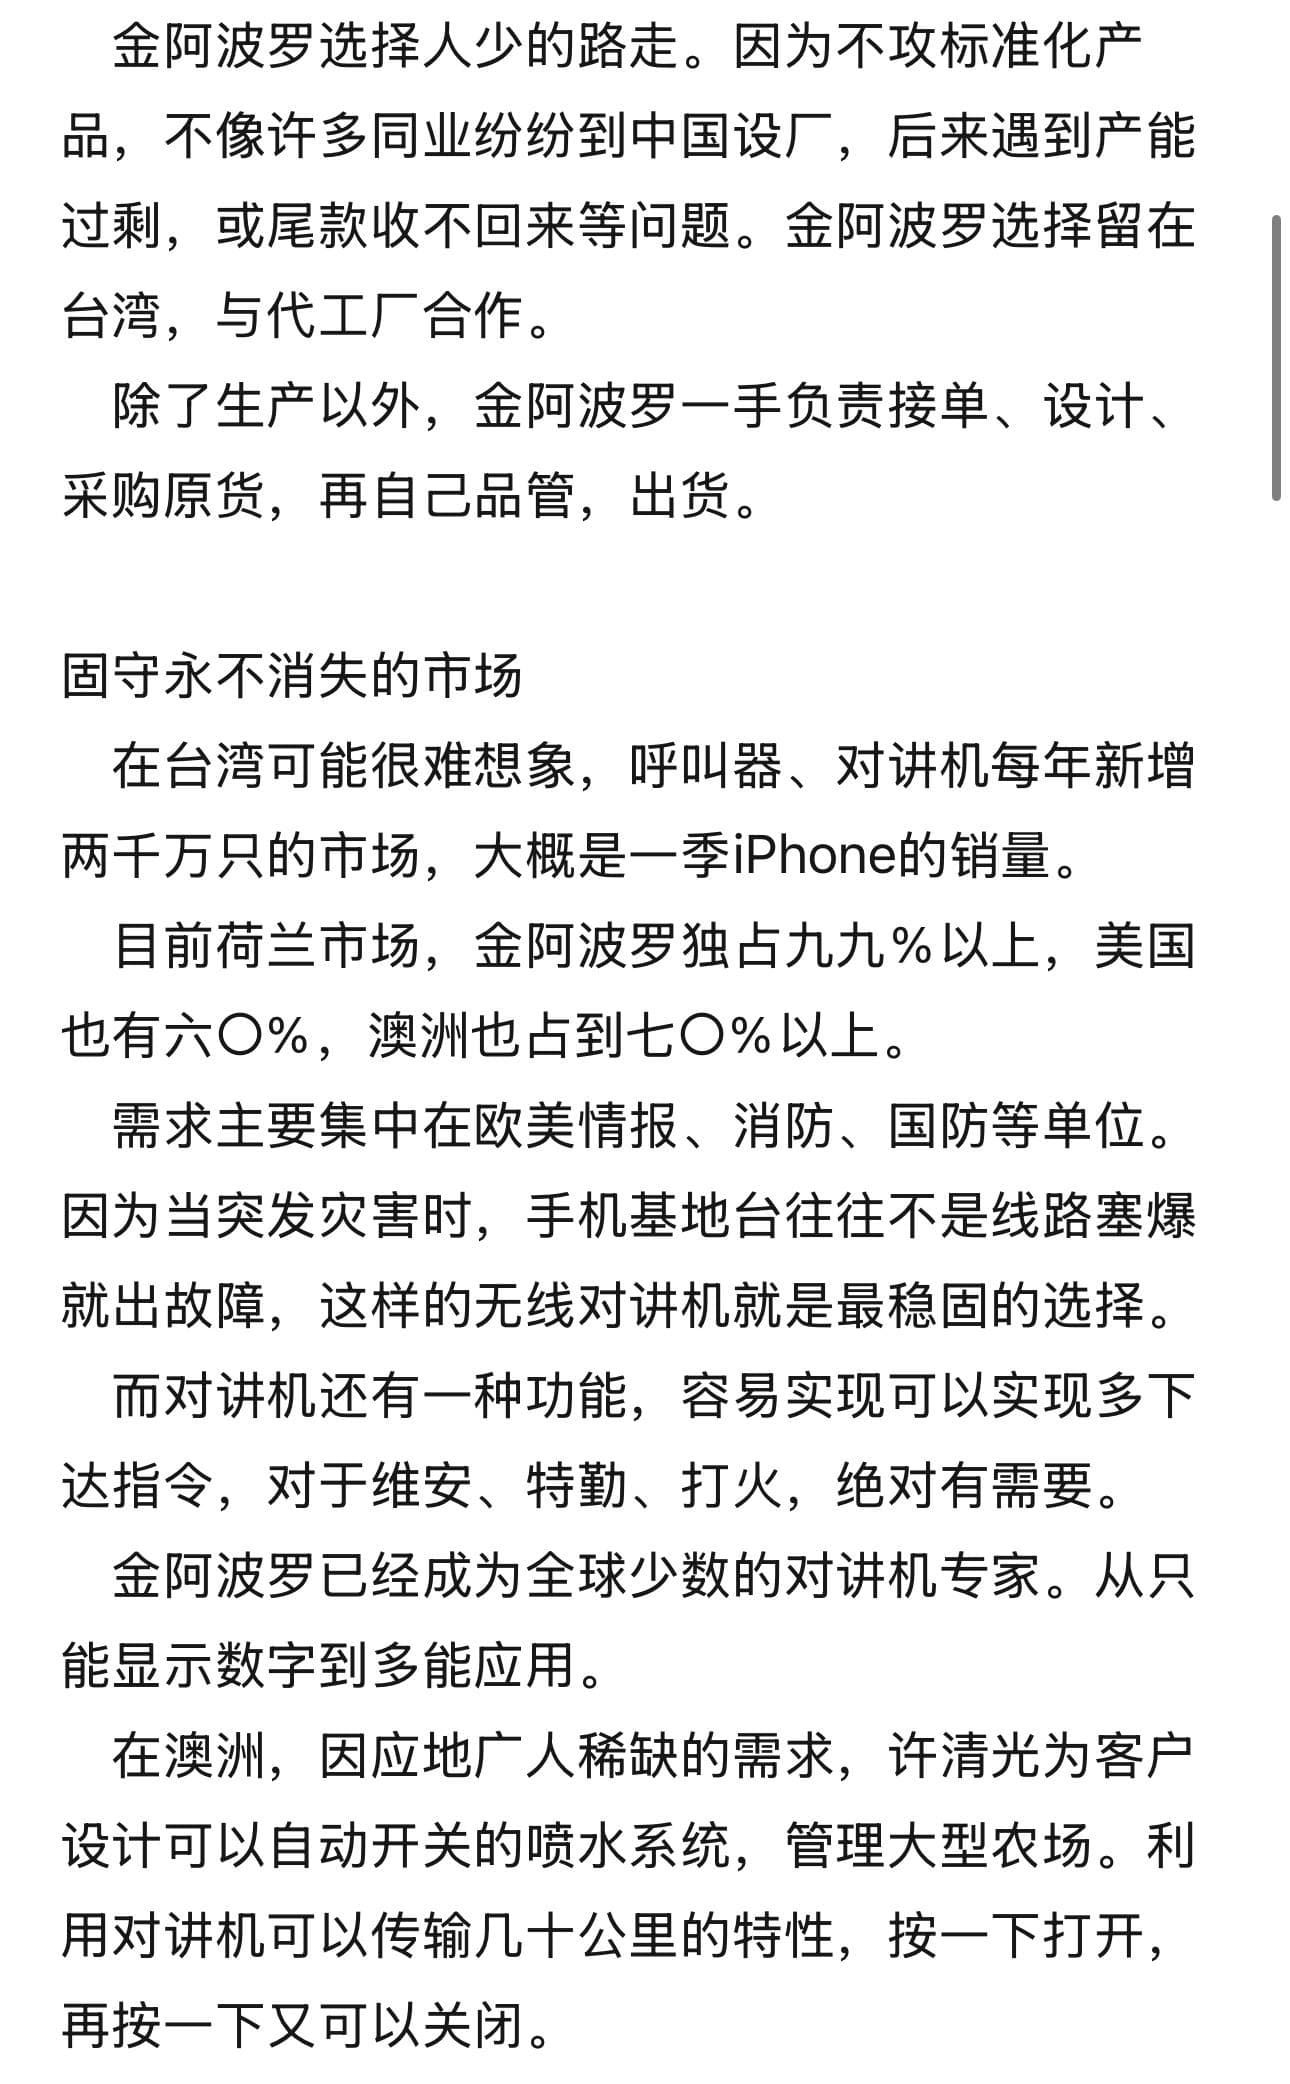 金阿波罗选择人少的路走。因为不攻标准化产
品，不像许多同业纷纷到中国设厂，后来遇到产能
过剩，或尾款收不回来等问题。金阿波罗选择留在
台湾，与代工厂合作。
除了生产以外，金阿波罗一手负责接单、设计、
采购原货，再自己品管，出货。
固守永不消失的市场
在台湾可能很难想象，呼叫器、对讲机每年新增
两千万只的市场，大概是一季iPhone的销量。
目前荷兰市场，金阿波罗独占九九%以上，美国
也有六〇%，澳洲也占到七〇%以上。
需求主要集中在欧美情报、消防、国防等单位。
因为当突发灾害时，手机基地台往往不是线路塞爆
就出故障，这样的无线对讲机就是最稳固的选择。
而对讲机还有一种功能，容易实现可以实现多下
达指令，对于维安、特勤、打火，绝对有需要。
金阿波罗已经成为全球少数的对讲机专家。从只
能显示数字到多能应用。
在澳洲，因应地广人稀缺的需求，许清光为客户
设计可以自动开关的喷水系统，管理大型农场。利
用对讲机可以传输几十公里的特性，按一下打开，
再按一下又可以关闭。